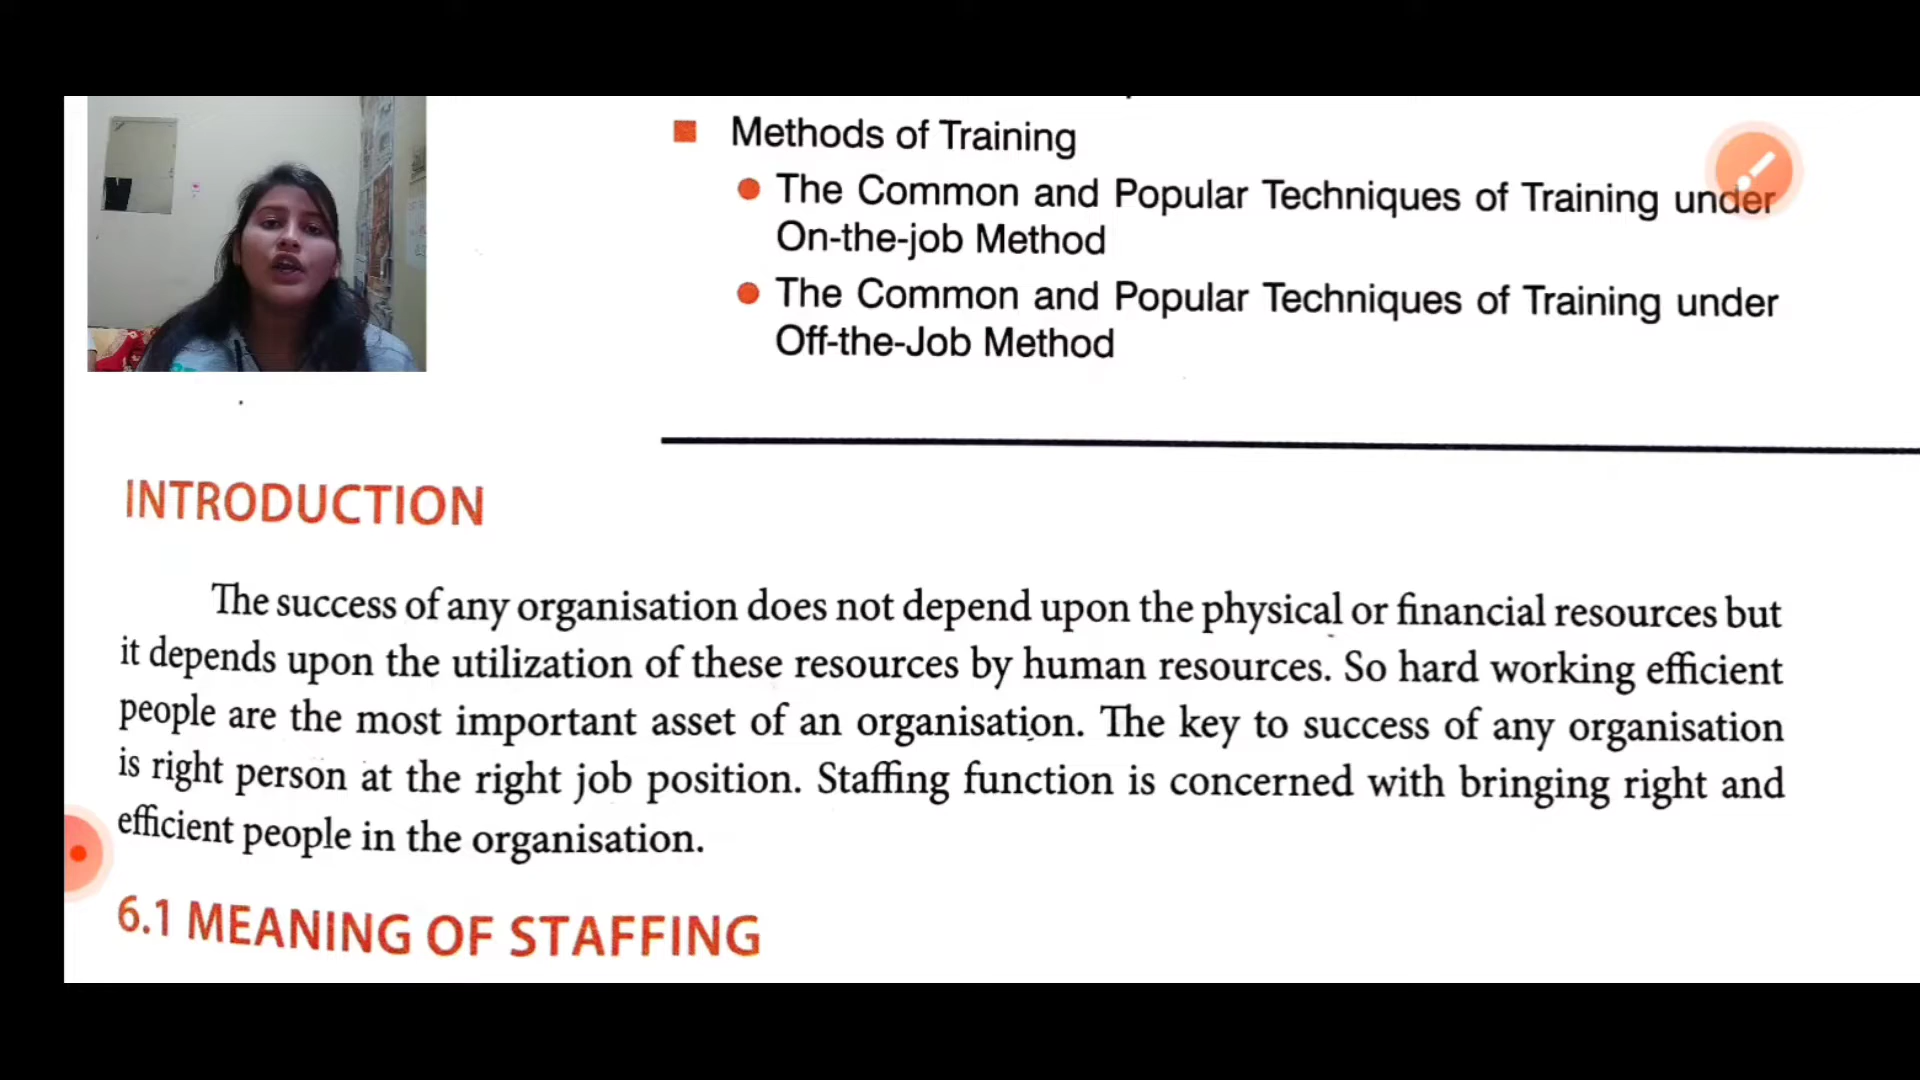 Methods of Training
The Common and Popular Techniques of Training under
On-the-job Method
The Common and Popular Techniques of Training under
Off-the-Job Method
INTRODUCTION
The success of any organisation does not depend upon the physical or financial resources but
it depends upon the utilization of these resources by human resources. So hard working efficient
people are the most important asset of an organisation. The key to success of any organisation
is right person at the right job position. Staffing function is concerned with bringing right and
efficient people in the organisation.
6.1 MEANING OF STAFFING